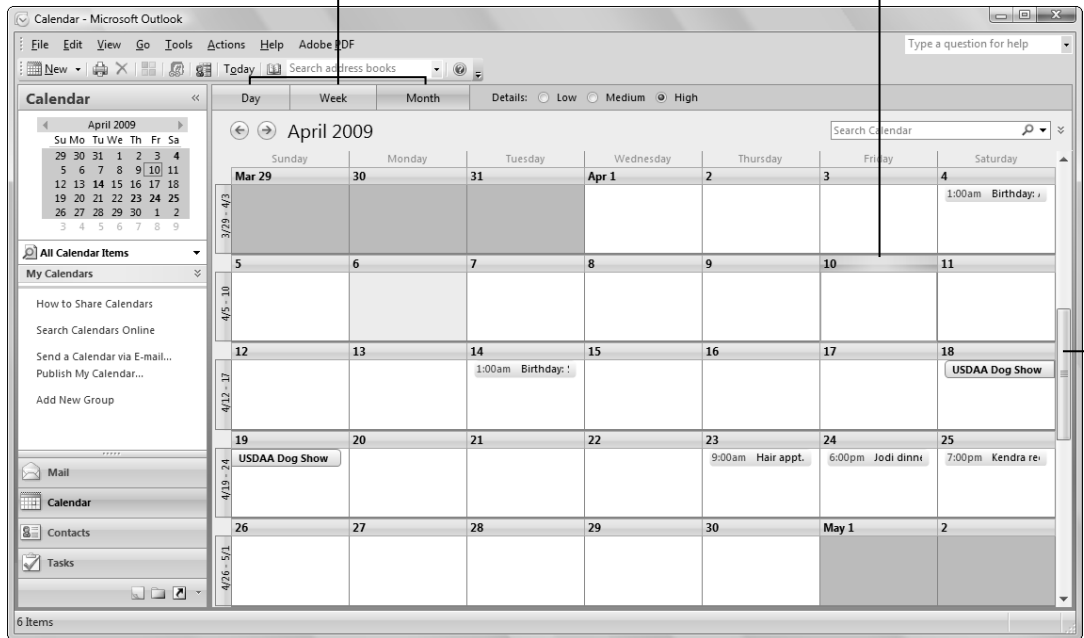 Calendar - Microsoft Outlook
File Edit View Go Tools Actions Help Adobe PDF Type a question for help
New Today Search address books
Calendar «
Day Week Month Details: Low Medium High
April 2009
Su Mo Tu We Th Fr Sa
29 30 31 1 2 3 4
5 6 7 8 9 10 11
12 13 14 15 16 17 18
19 20 21 22 23 24 25
26 27 28 29 30 1 2
3 4 5 6 7 8 9
All Calendar Items
My Calendars
How to Share Calendars
Search Calendars Online
Send a Calendar via E-mail...
Publish My Calendar...
Add New Group
Mail
Calendar
Contacts
Tasks
April 2009 Search Calendar
Sunday Monday Tuesday Wednesday Thursday Friday Saturday
3/29 - 4/3
Mar 29 30 31 Apr 1 2 3 4
1:00am Birthday:
4/5 - 10
5 6 7 8 9 10 11
4/12 - 17
12 13 14 15 16 17 18
1:00am Birthday: USDAA Dog Show
4/19 - 24
19 20 21 22 23 24 25
USDAA Dog Show 9:00am Hair appt. 6:00pm Jodi 7:00pm Kendra
4/26 - 5/1
26 27 28 29 30 May 1 2
6 Items